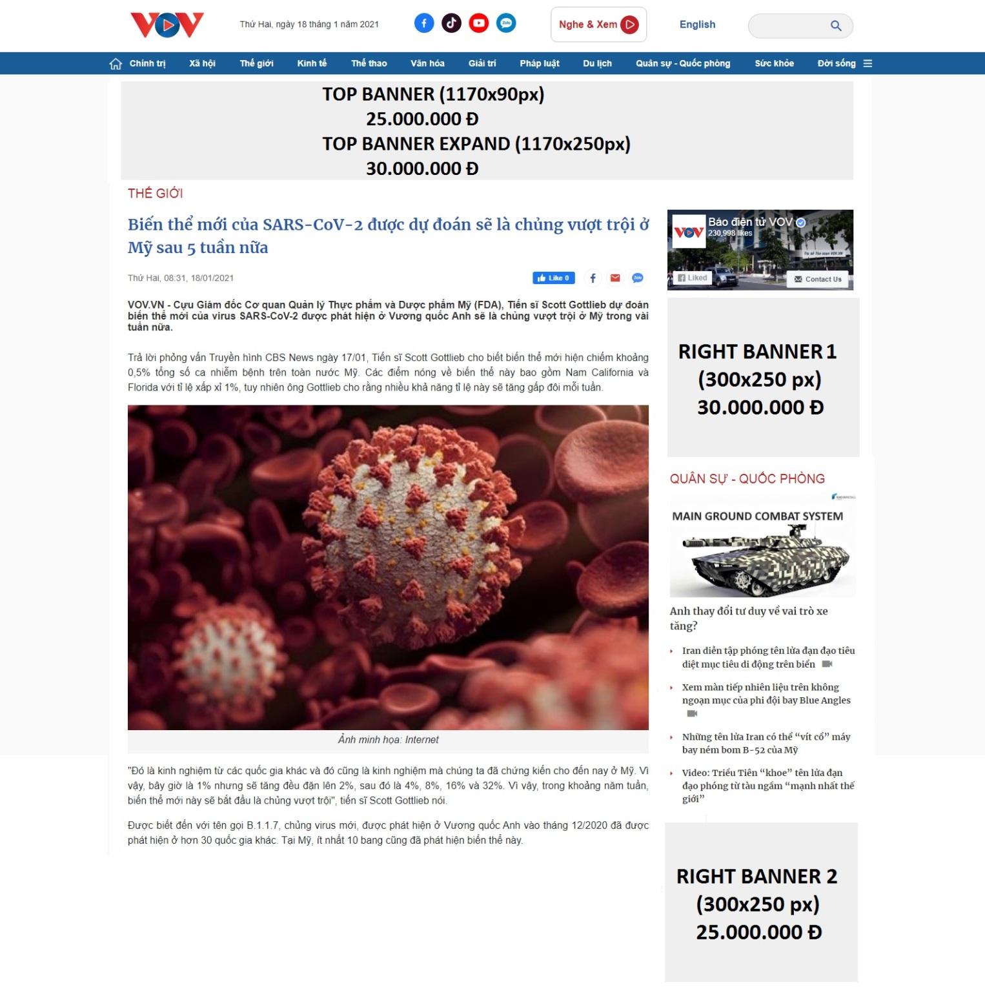 VOV
Thứ Hai, ngày 18 tháng 1 năm 2021
Zalo
Nghe & Xem
English
Chính trị
Xã hội
Thế giới
Kinh tế
Thể thao
Văn hóa
Giải trí
Pháp luật
Du lịch
Quân sự - Quốc phòng
Sức khỏe
Đời sống
TOP BANNER (1170x90px)
25.000.000 Đ
TOP BANNER EXPAND (1170x250px)
30.000.000 Đ
THẾ GIỚI
Biến thể mới của SARS-CoV-2 được dự đoán sẽ là chủng vượt trội ở
Mỹ sau 5 tuần nữa
Thứ Hai, 08:31, 18/01/2021
Like 0
Zalo
VOV.VN - Cựu Giám đốc Cơ quan Quản lý Thực phẩm và Dược phẩm Mỹ (FDA), Tiến sĩ Scott Gottlieb dự đoán
biến thể mới của virus SARS-CoV-2 được phát hiện ở Vương quốc Anh sẽ là chủng vượt trội ở Mỹ trong vài
tuần nữa.
Trả lời phỏng vấn Truyền hình CBS News ngày 17/01, Tiến sĩ Scott Gottlieb cho biết biến thể mới hiện chiếm khoảng
0,5% tổng số ca nhiễm bệnh trên toàn nước Mỹ. Các điểm nóng về biến thể này bao gồm Nam California và
Florida với tỉ lệ xấp xỉ 1%, tuy nhiên ông Gottlieb cho rằng nhiều khả năng tỉ lệ này sẽ tăng gấp đôi mỗi tuần.
Ảnh minh họa: Internet
"Đó là kinh nghiệm từ các quốc gia khác và đó cũng là kinh nghiệm mà chúng ta đã chứng kiến cho đến nay ở Mỹ. Vì
vậy, bây giờ là 1% nhưng sẽ tăng đều đặn lên 2%, sau đó là 4%, 8%, 16% và 32%. Vì vậy, trong khoảng năm tuần,
biến thể mới này sẽ bắt đầu là chủng vượt trội", tiến sĩ Scott Gottlieb nói.
Được biết đến với tên gọi B.1.1.7, chủng virus mới, được phát hiện ở Vương quốc Anh vào tháng 12/2020 đã được
phát hiện ở hơn 30 quốc gia khác. Tại Mỹ, ít nhất 10 bang cũng đã phát hiện biến thể này.
VOV
Báo điện tử VOV
230,998 likes
Trụ sở Tòa soạn VOV.VN
Liked
Contact Us
RIGHT BANNER 1
(300x250 px)
30.000.000 Đ
QUÂN SỰ - QUỐC PHÒNG
RHEINMETALL
MAIN GROUND COMBAT SYSTEM
Anh thay đổi tư duy về vai trò xe
tăng?
Iran diễn tập phóng tên lửa đạn đạo tiêu
diệt mục tiêu di động trên biển
Xem màn tiếp nhiên liệu trên không
ngoạn mục của phi đội bay Blue Angles
Những tên lửa Iran có thể “vít cổ” máy
bay ném bom B-52 của Mỹ
Video: Triều Tiên “khoe” tên lửa đạn
đạo phóng từ tàu ngầm “mạnh nhất thế
giới”
RIGHT BANNER 2
(300x250 px)
25.000.000 Đ